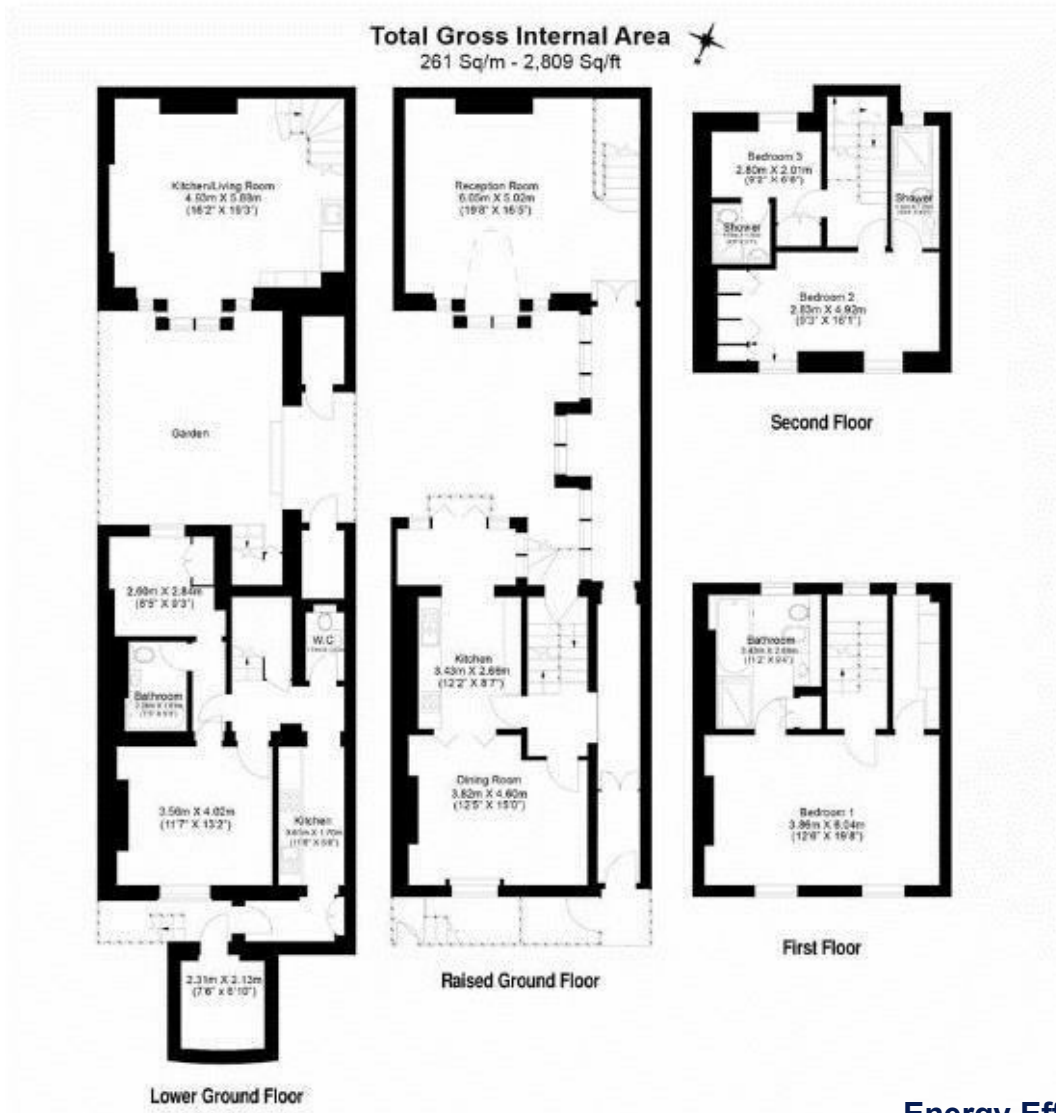 Total Gross Internal Area
261 Sq/m - 2,809 Sq/ft
Kitchen/Living Room
4.93m X 5.88m
(16'2" X 19'3")
Garden
2.60m X 2.84m
(8'5" X 9'3")
W.C
Bathroom
3.56m X 4.02m
(11'7" X 13'2")
Kitchen
2.31m X 2.13m
(7'6" x 6'10")
Lower Ground Floor
Reception Room
6.05m X 5.02m
(19'8" X 16'5")
Kitchen
3.43m X 2.66m
(12'2" X 8'7")
Dining Room
3.82m X 4.60m
(12'5" X 15'0")
Raised Ground Floor
Bedroom 3
2.80m X 2.01m
(9'2" X 6'6")
Shower
Shower
Bedroom 2
2.83m X 4.92m
(9'3" X 16'1")
Second Floor
Bathroom
Bedroom 1
3.86m X 6.04m
(12'6" X 19'8")
First Floor